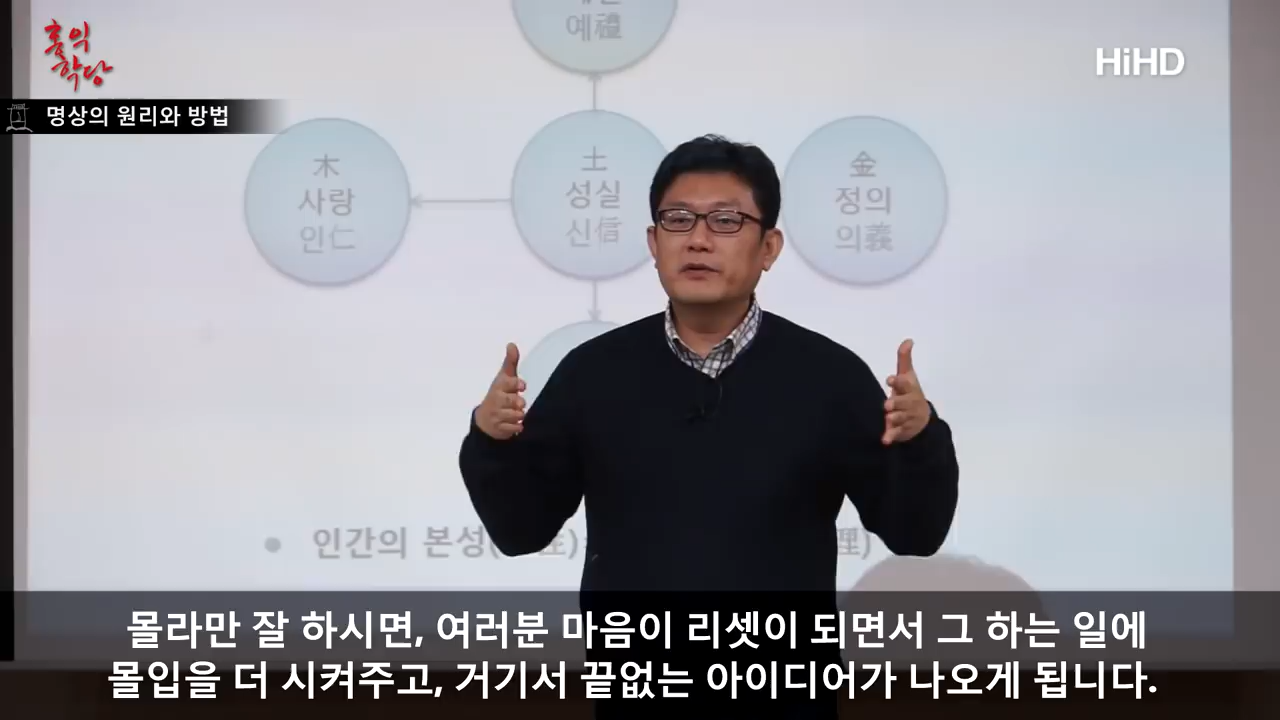 홍익
학당
HiHD
명상의 원리와 방법
예禮
木
사랑
인仁
土
성실
신信
金
정의
의義
• 인간의 본성(
理)
몰라만 잘 하시면, 여러분 마음이 리셋이 되면서 그 하는 일에
몰입을 더 시켜주고, 거기서 끝없는 아이디어가 나오게 됩니다.